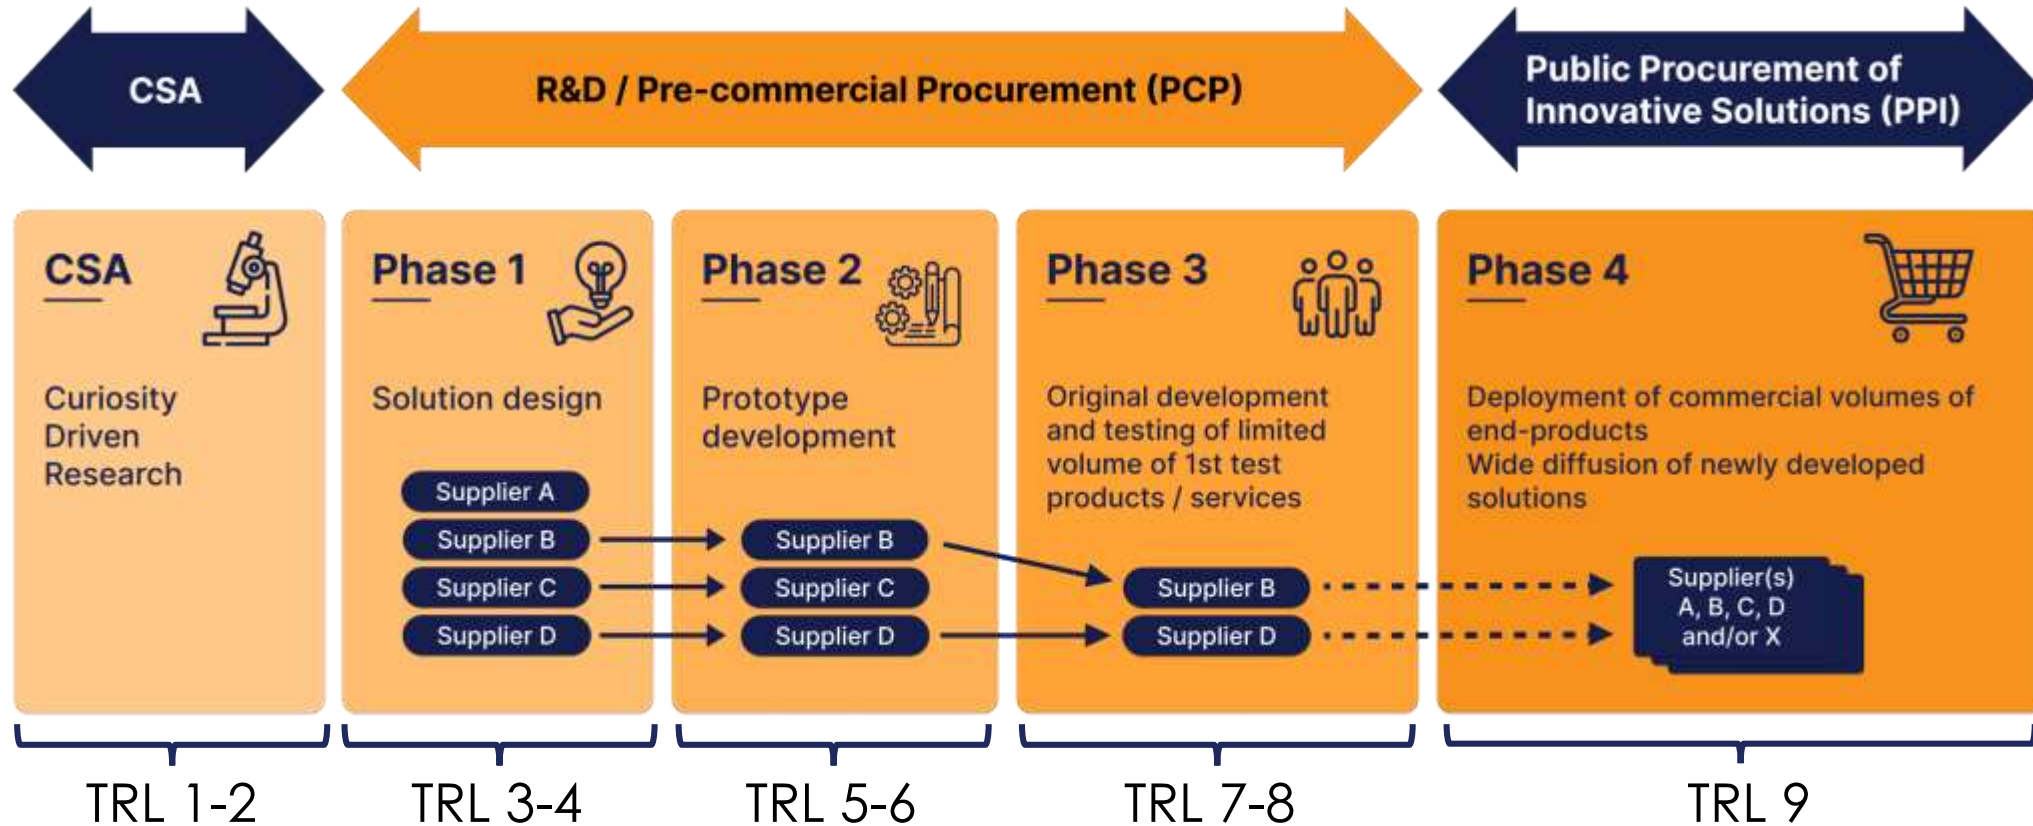 CSA
R&D / Pre-commercial Procurement (PCP)
Public Procurement of
Innovative Solutions (PPI)
CSA
Curiosity
Driven
Research
Phase 1
Solution design
Supplier A
Supplier B
Supplier C
Supplier D
Phase 2
Prototype
development
Supplier B
Supplier C
Supplier D
Phase 3
Original development
and testing of limited
volume of 1st test
products / services
Supplier B
Supplier D
Phase 4
Deployment of commercial volumes of
end-products
Wide diffusion of newly developed
solutions
Supplier(s)
A, B, C, D
and/or X
TRL 1-2
TRL 3-4
TRL 5-6
TRL 7-8
TRL 9